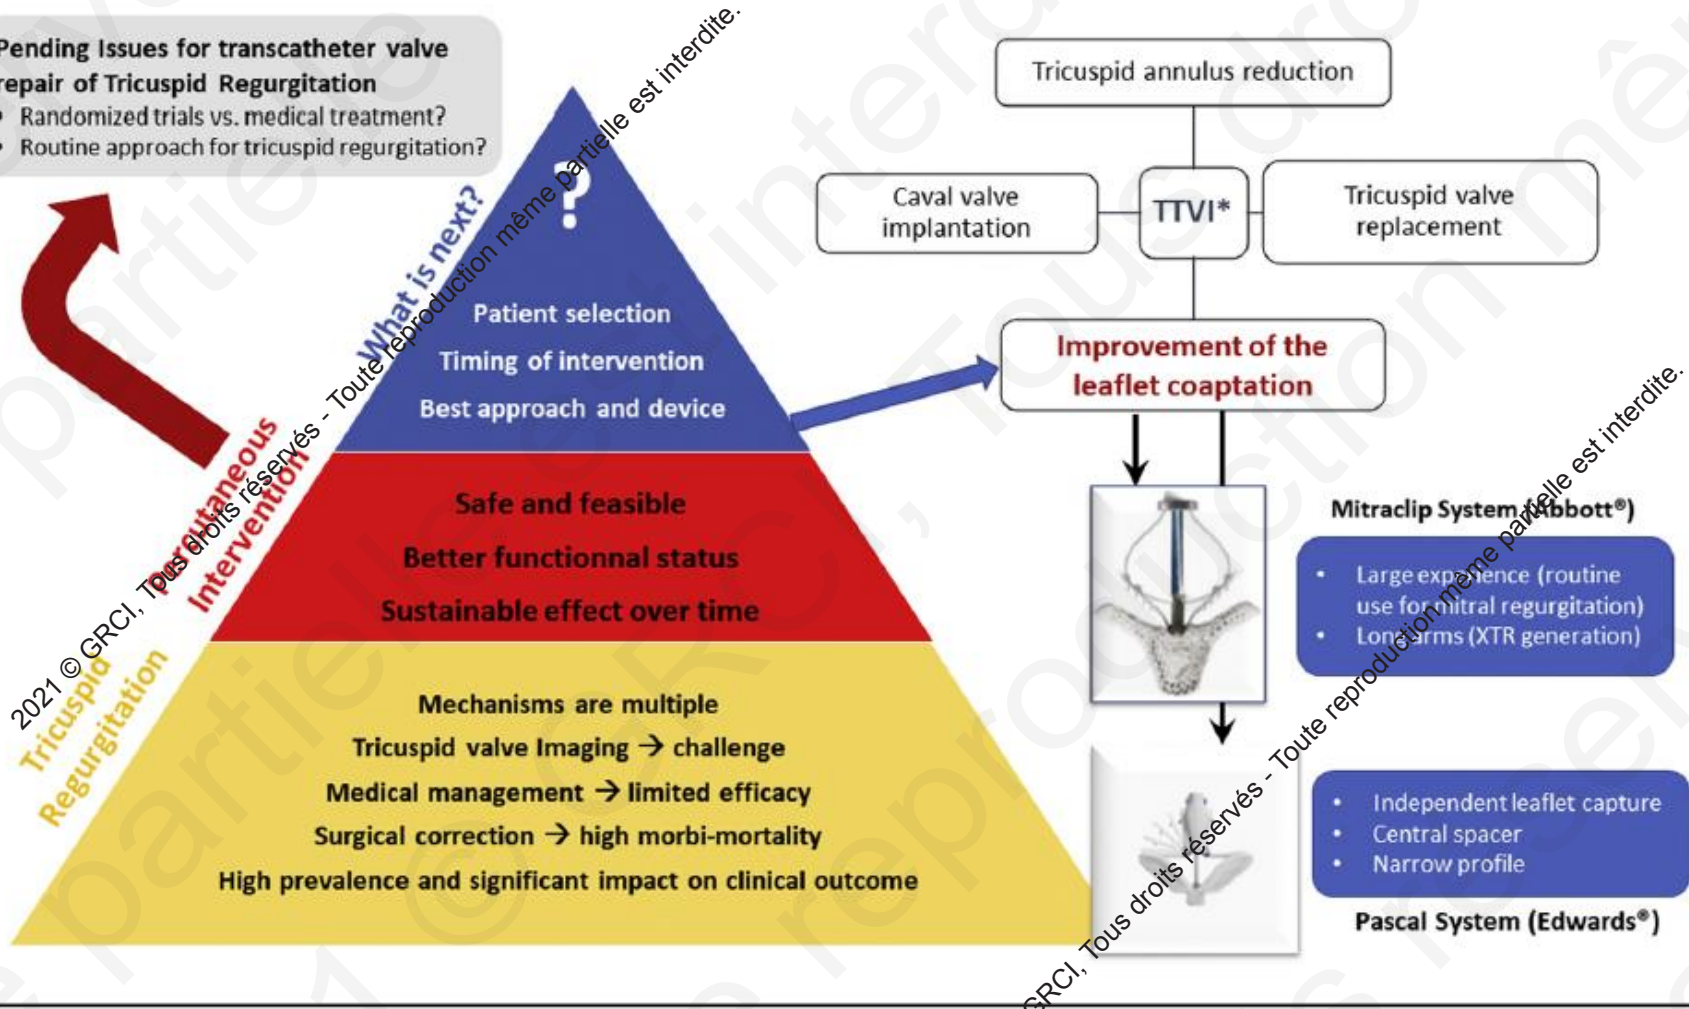 Pending Issues for transcatheter valve
repair of Tricuspid Regurgitation
• Randomized trials vs. medical treatment?
• Routine approach for tricuspid regurgitation?
What is next?
?
Patient selection
Timing of intervention
Best approach and device
Percutaneous
Intervention
Safe and feasible
Better functionnal status
Sustainable effect over time
Tricuspid
Regurgitation
Mechanisms are multiple
Tricuspid valve Imaging → challenge
Medical management → limited efficacy
Surgical correction → high morbi-mortality
High prevalence and significant impact on clinical outcome
Tricuspid annulus reduction
Caval valve
implantation
TTVI*
Tricuspid valve
replacement
Improvement of the
leaflet coaptation
Mitraclip System (Abbott®)
• Large experience (routine
use for mitral regurgitation)
• Long arms (XTR generation)
• Independent leaflet capture
• Central spacer
• Narrow profile
Pascal System (Edwards®)
2021 © GRCI, Tous droits réservés - Toute reproduction même partielle est interdite.
GRCI, Tous droits réservés - Toute reproduction même partielle est interdite.